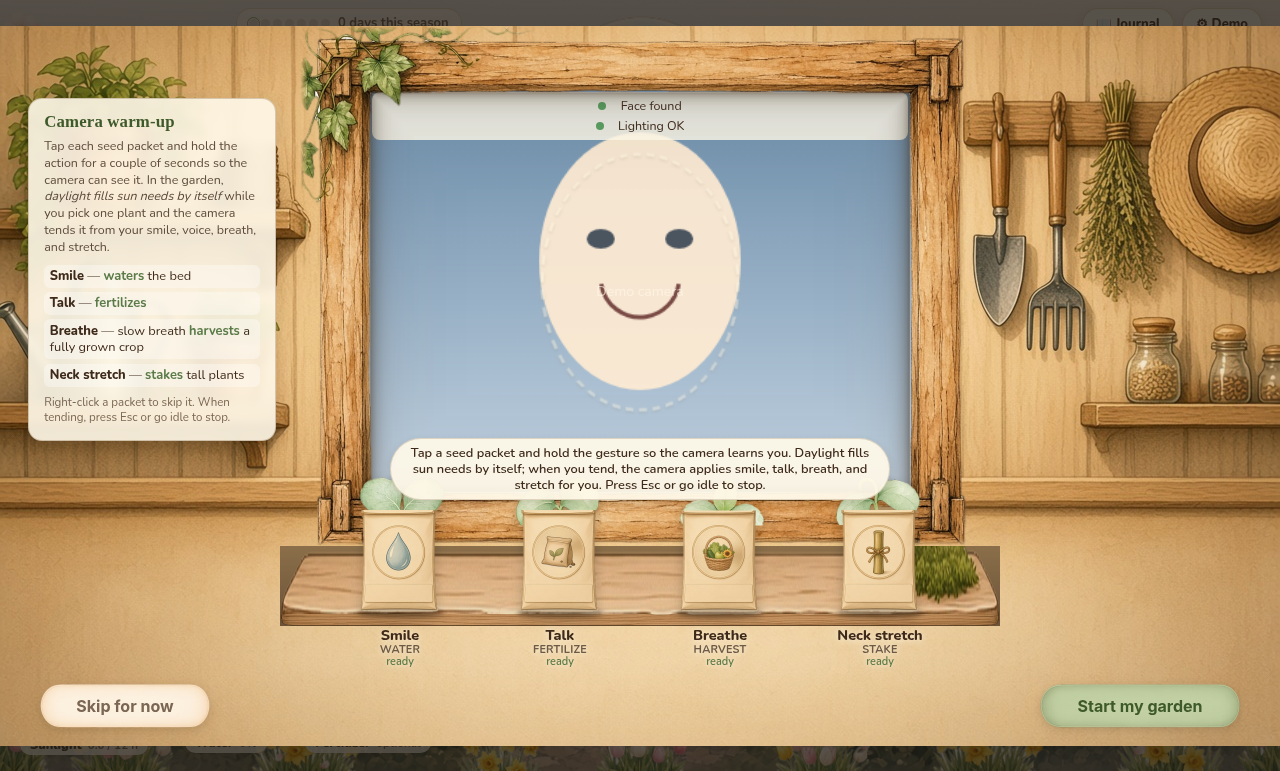 0 days this season
Journal
Demo
Face found
Lighting OK
Camera warm-up
Tap each seed packet and hold the
action for a couple of seconds so the
camera can see it. In the garden,
daylight fills sun needs by itself while
you pick one plant and the camera
tends it from your smile, voice, breath,
and stretch.
Smile — waters the bed
Talk — fertilizes
Breathe — slow breath harvests a
fully grown crop
Neck stretch — stakes tall plants
Right-click a packet to skip it. When
tending, press Esc or go idle to stop.
Demo camera
Tap a seed packet and hold the gesture so the camera learns you. Daylight fills
sun needs by itself; when you tend, the camera applies smile, talk, breath, and
stretch for you. Press Esc or go idle to stop.
Smile
WATER
ready
Talk
FERTILIZE
ready
Breathe
HARVEST
ready
Neck stretch
STAKE
ready
Skip for now
Start my garden
Sunlight